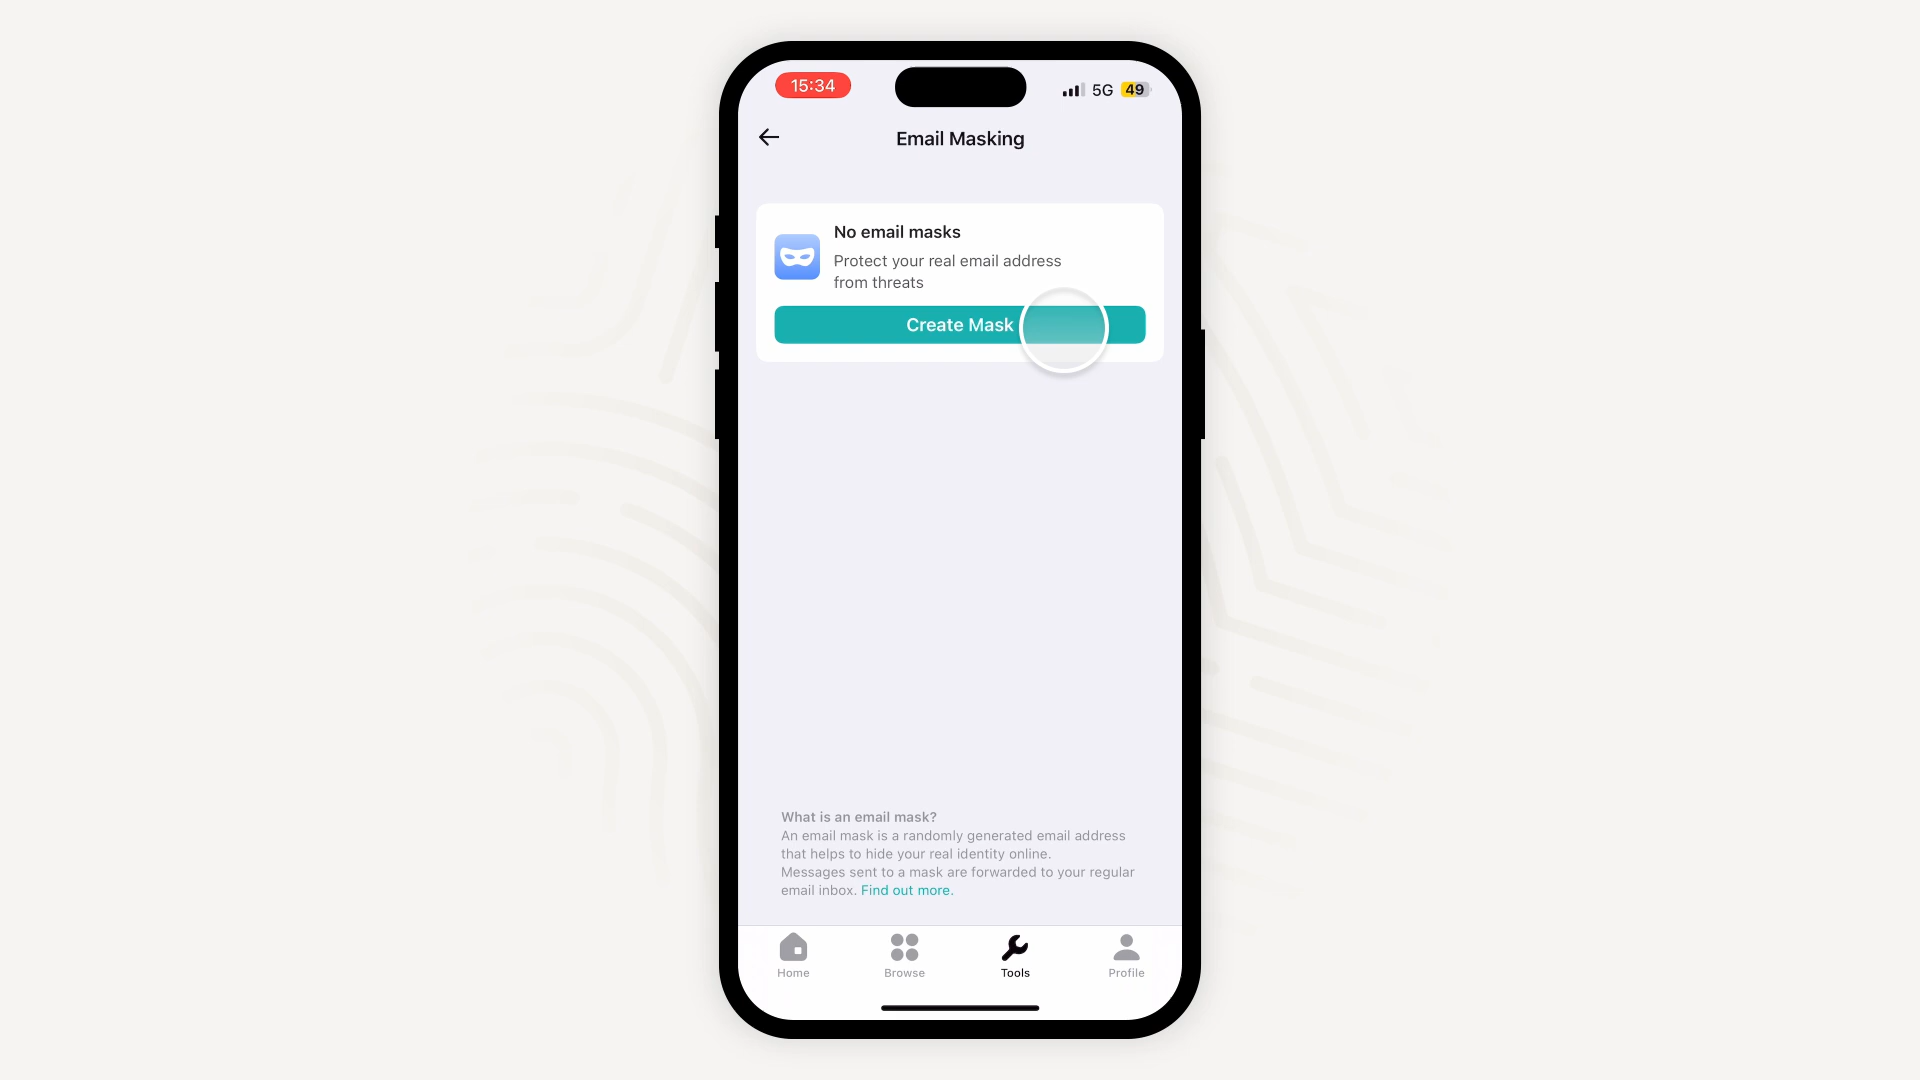 15:34
5G
49
Email Masking
No email masks
Protect your real email address
from threats
Create Mask
What is an email mask?
An email mask is a randomly generated email address
that helps to hide your real identity online.
Messages sent to a mask are forwarded to your regular
email inbox. Find out more.
Home
Browse
Tools
Profile